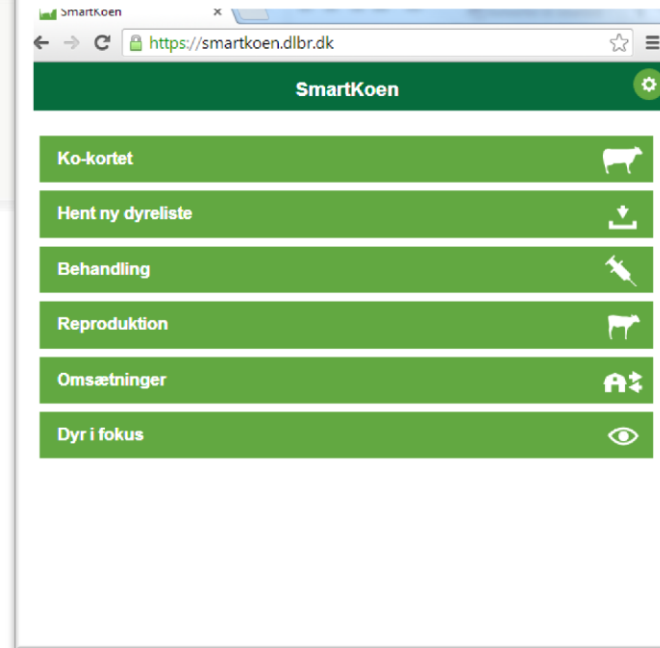 SmartKoen
https://smartkoen.dlbr.dk
SmartKoen
Ko-kortet
Hent ny dyreliste
Behandling
Reproduktion
Omsætninger
Dyr i fokus